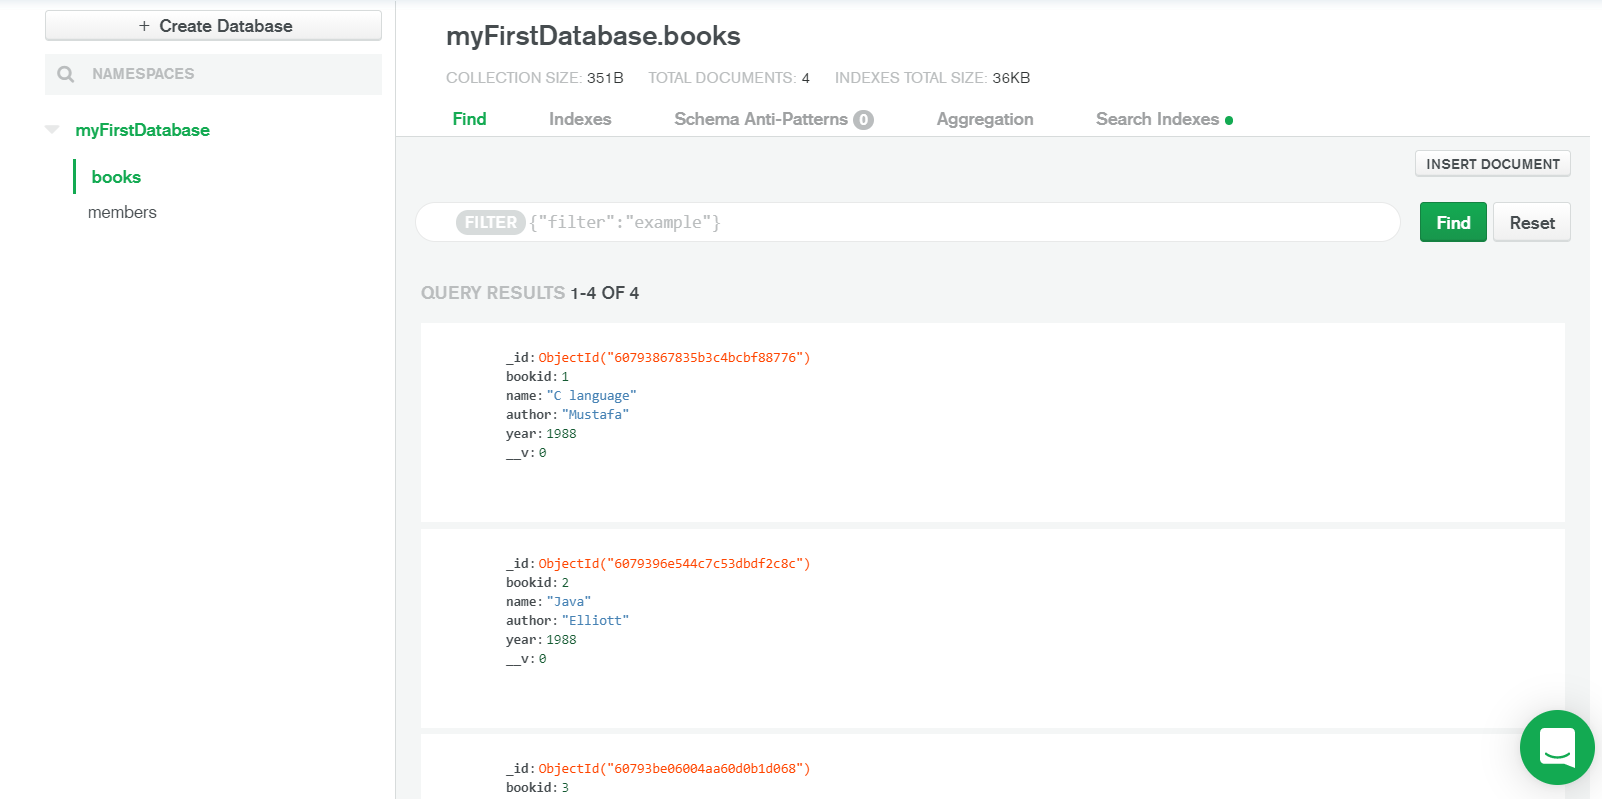 + Create Database
NAMESPACES
myFirstDatabase
books
members
myFirstDatabase.books
COLLECTION SIZE: 351B TOTAL DOCUMENTS: 4 INDEXES TOTAL SIZE: 36KB
Find Indexes Schema Anti-Patterns 0 Aggregation Search Indexes
INSERT DOCUMENT
FILTER {"filter":"example"} Find Reset
QUERY RESULTS 1-4 OF 4
_id:ObjectId("60793867835b3c4bcbf88776")
bookid:1
name:"C language"
author:"Mustafa"
year:1988
__v:0
_id:ObjectId("6079396e544c7c53dbdf2c8c")
bookid:2
name:"Java"
author:"Elliott"
year:1988
__v:0
_id:ObjectId("60793be06004aa60d0b1d068")
bookid:3